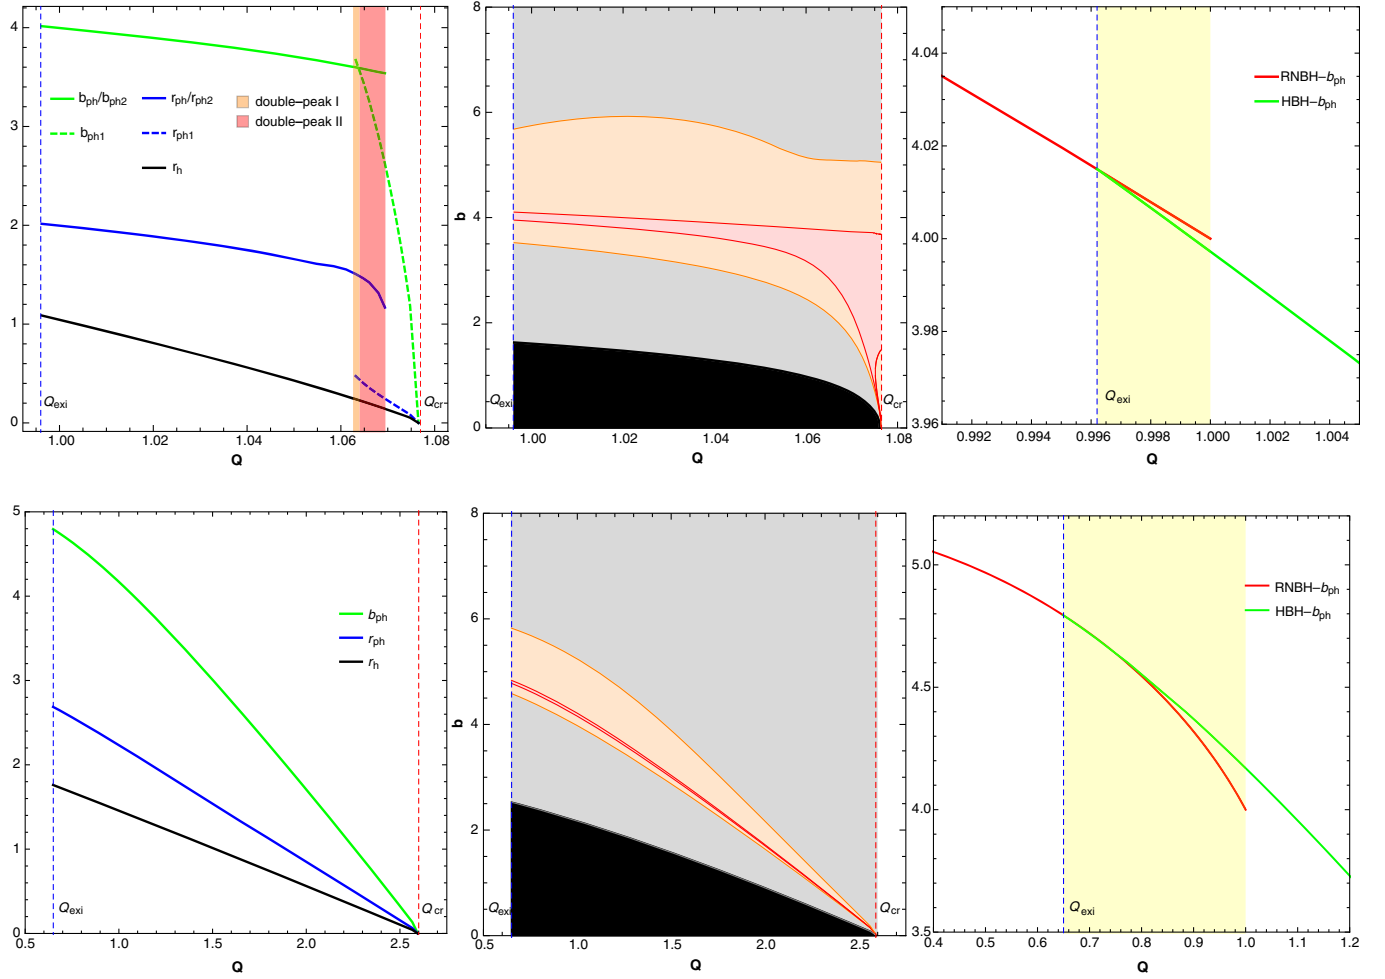 4
3
2
1
0
b_ph/b_ph2
b_ph1
r_ph/r_ph2
r_ph1
r_h
double-peak I
double-peak II
Q_exi
Q_cr
1.00 1.02 1.04 1.06 1.08
Q
b
8
6
4
2
0
Q_exi
Q_cr
1.00 1.02 1.04 1.06 1.08
Q
4.04
4.02
4.00
3.98
3.96
RNBH-b_ph
HBH-b_ph
Q_exi
0.992 0.994 0.996 0.998 1.000 1.002 1.004
Q
5
4
3
2
1
0
b_ph
r_ph
r_h
Q_exi
Q_cr
0.5 1.0 1.5 2.0 2.5
Q
b
8
6
4
2
0
Q_exi
Q_cr
0.5 1.0 1.5 2.0 2.5
Q
5.0
4.5
4.0
3.5
RNBH-b_ph
HBH-b_ph
Q_exi
0.4 0.5 0.6 0.7 0.8 0.9 1.0 1.1 1.2
Q